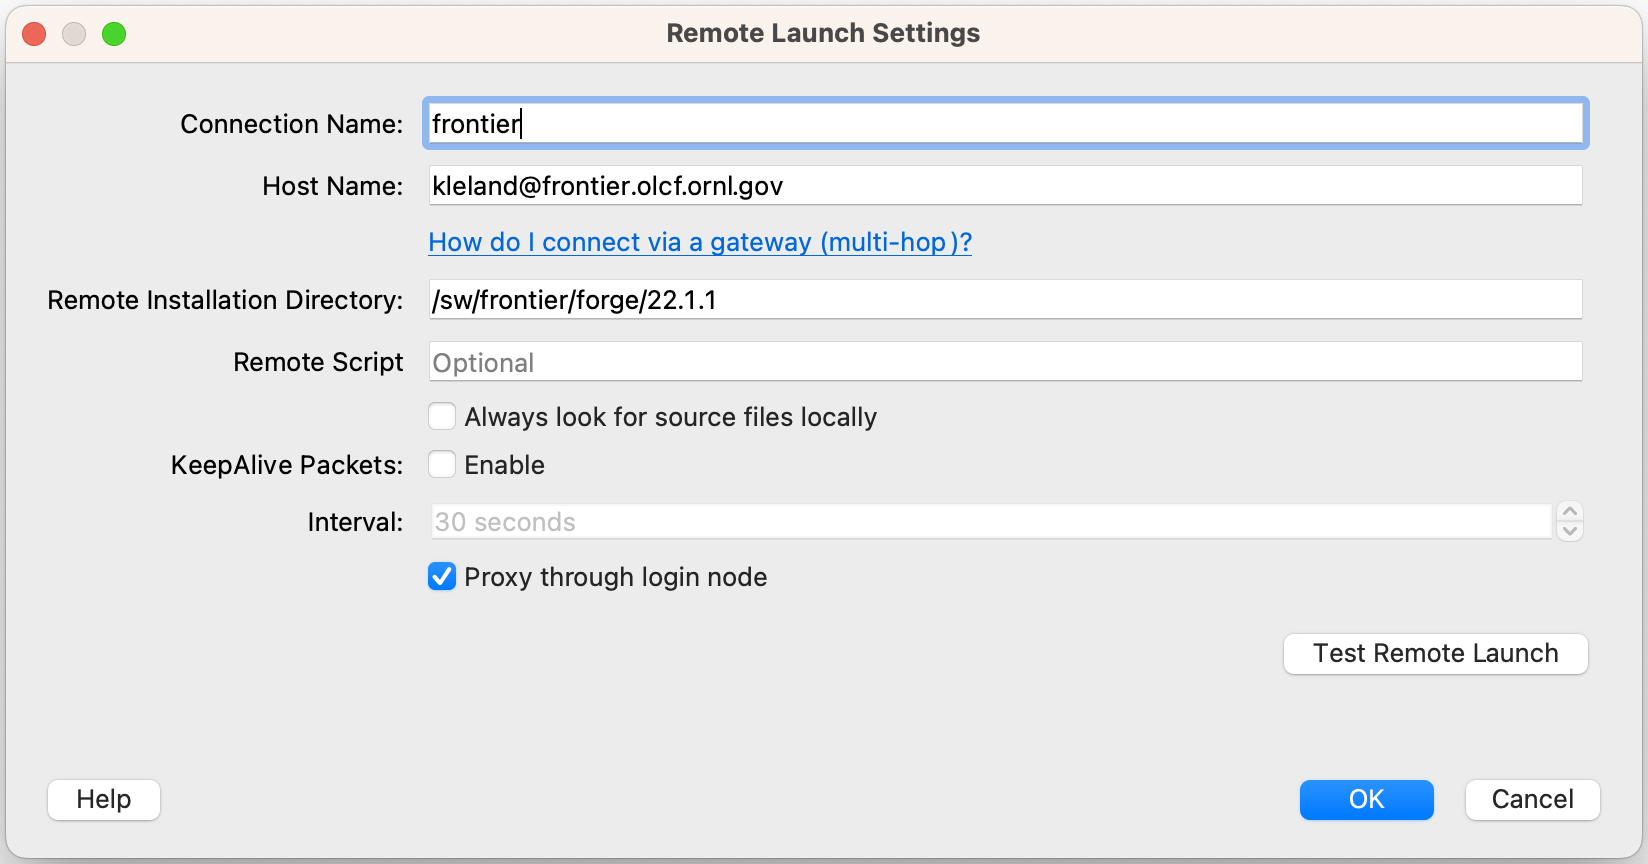 Remote Launch Settings
Connection Name: frontier
Host Name: kleland@frontier.olcf.ornl.gov
How do I connect via a gateway (multi-hop)?
Remote Installation Directory: /sw/frontier/forge/22.1.1
Remote Script Optional
Always look for source files locally
KeepAlive Packets: Enable
Interval: 30 seconds
Proxy through login node
Test Remote Launch
Help OK Cancel